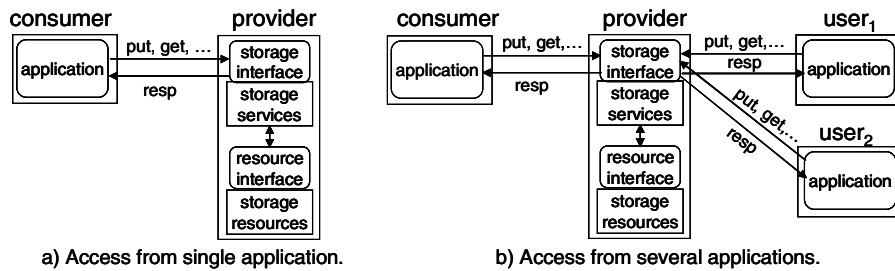 consumer
provider
application
put, get, …
resp
storage
interface
storage
services
resource
interface
storage
resources
a) Access from single application.
consumer
provider
user1
application
put, get,…
resp
storage
interface
storage
services
resource
interface
storage
resources
put, get,…
resp
application
put, get,…
resp
user2
application
b) Access from several applications.